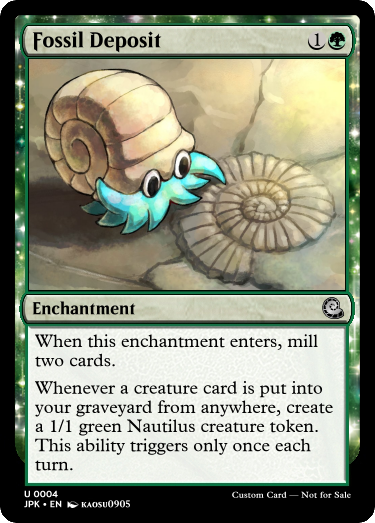 Fossil Deposit 1
Enchantment
When this enchantment enters, mill
two cards.
Whenever a creature card is put into
your graveyard from anywhere, create
a 1/1 green Nautilus creature token.
This ability triggers only once each
turn.
U 0004
JPK • EN KAOSU0905
Custom Card — Not for Sale